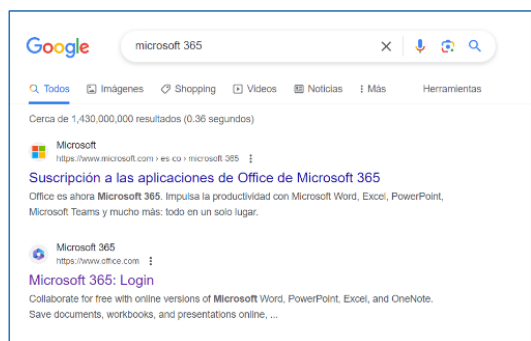 Google
microsoft 365
Todos Imágenes Shopping Videos Noticias Más Herramientas
Cerca de 1,430,000,000 resultados (0.36 segundos)
Microsoft
https://www.microsoft.com › es-co › microsoft-365
Suscripción a las aplicaciones de Office de Microsoft 365
Office es ahora Microsoft 365. Impulsa la productividad con Microsoft Word, Excel, PowerPoint,
Microsoft Teams y mucho más: todo en un solo lugar.
Microsoft 365
https://www.office.com
Microsoft 365: Login
Collaborate for free with online versions of Microsoft Word, PowerPoint, Excel, and OneNote.
Save documents, workbooks, and presentations online, ...